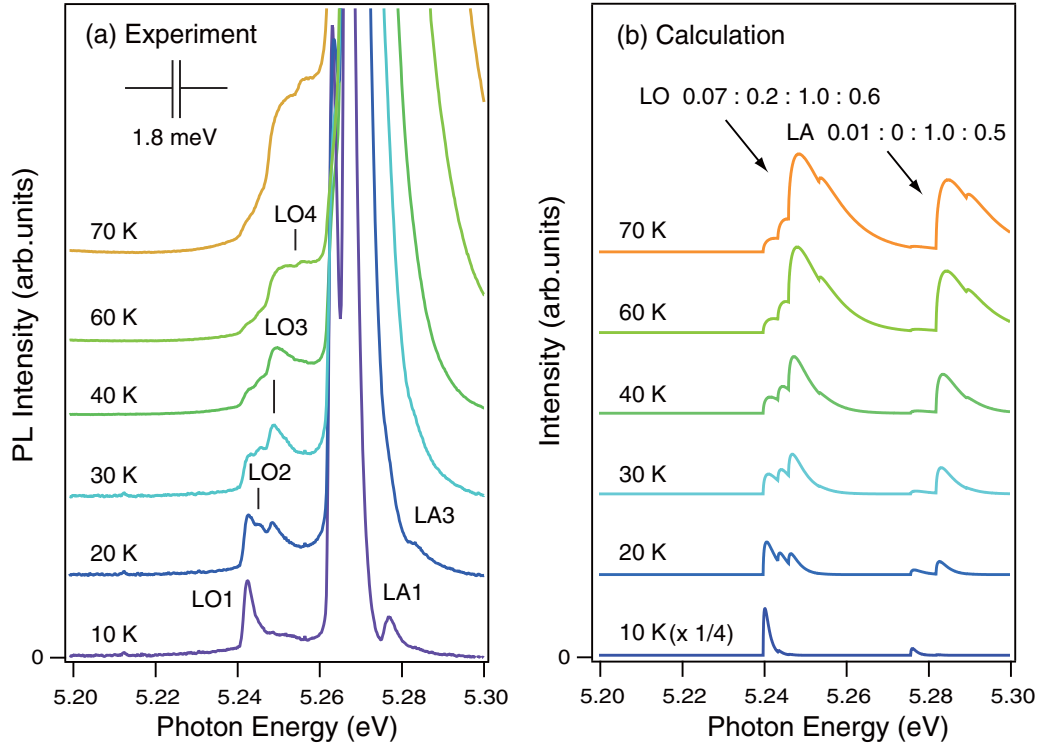 (a) Experiment
1.8 meV
70 K
LO4
60 K
LO3
40 K
30 K
LO2
20 K
LA3
LO1
LA1
10 K
0
5.20 5.22 5.24 5.26 5.28 5.30
Photon Energy (eV)
PL Intensity (arb.units)
(b) Calculation
LO 0.07 : 0.2 : 1.0 : 0.6
LA 0.01 : 0 : 1.0 : 0.5
70 K
60 K
40 K
30 K
20 K
10 K (x 1/4)
0
5.20 5.22 5.24 5.26 5.28 5.30
Photon Energy (eV)
Intensity (arb.units)